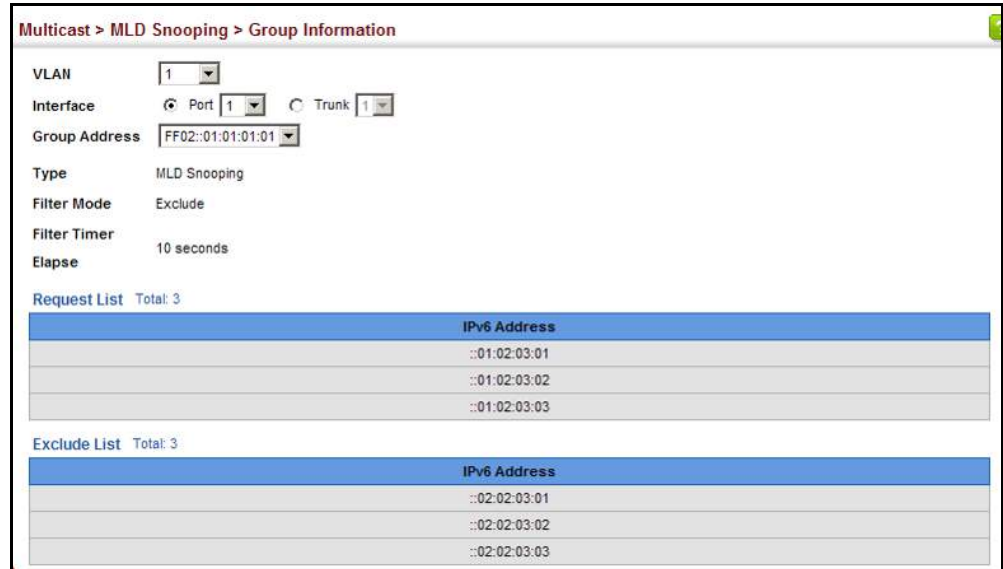 Multicast > MLD Snooping > Group Information
VLAN 1
Interface Port 1 Trunk 1
Group Address FF02::01:01:01:01
Type MLD Snooping
Filter Mode Exclude
Filter Timer
Elapse 10 seconds
Request List Total: 3
IPv6 Address
::01:02:03:01
::01:02:03:02
::01:02:03:03
Exclude List Total: 3
IPv6 Address
::02:02:03:01
::02:02:03:02
::02:02:03:03